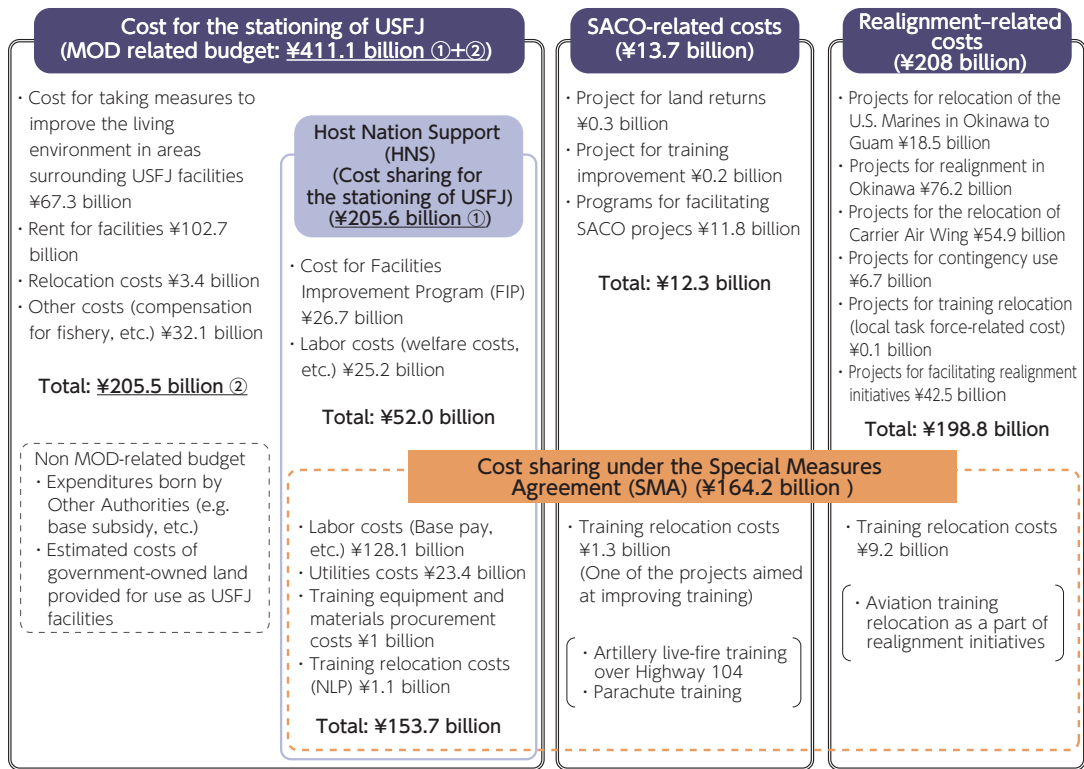 Cost for the stationing of USFJ
(MOD related budget: ¥411.1 billion ①+②)
・Cost for taking measures to
improve the living
environment in areas
surrounding USFJ facilities
¥67.3 billion
・Rent for facilities ¥102.7
billion
・Relocation costs ¥3.4 billion
・Other costs (compensation
for fishery, etc.) ¥32.1 billion
Total: ¥205.5 billion ②
Non MOD-related budget
・Expenditures born by
Other Authorities (e.g.
base subsidy, etc.)
・Estimated costs of
government-owned land
provided for use as USFJ
facilities
Host Nation Support
(HNS)
(Cost sharing for
the stationing of USFJ)
(¥205.6 billion ①)
・Cost for Facilities
Improvement Program (FIP)
¥26.7 billion
・Labor costs (welfare costs,
etc.) ¥25.2 billion
Total: ¥52.0 billion
SACO-related costs
(¥13.7 billion)
・Project for land returns
¥0.3 billion
・Project for training
improvement ¥0.2 billion
・Programs for facilitating
SACO projecs ¥11.8 billion
Total: ¥12.3 billion
Realignment–related
costs
(¥208 billion)
・Projects for relocation of the
U.S. Marines in Okinawa to
Guam ¥18.5 billion
・Projects for realignment in
Okinawa ¥76.2 billion
・Projects for the relocation of
Carrier Air Wing ¥54.9 billion
・Projects for contingency use
¥6.7 billion
・Projects for training relocation
(local task force-related cost)
¥0.1 billion
・Projects for facilitating realignment
initiatives ¥42.5 billion
Total: ¥198.8 billion
Cost sharing under the Special Measures
Agreement (SMA) (¥164.2 billion )
・Labor costs (Base pay,
etc.) ¥128.1 billion
・Utilities costs ¥23.4 billion
・Training equipment and
materials procurement
costs ¥1 billion
・Training relocation costs
(NLP) ¥1.1 billion
Total: ¥153.7 billion
・Training relocation costs
¥1.3 billion
(One of the projects aimed
at improving training)
・Artillery live-fire training
over Highway 104
・Parachute training
・Training relocation costs
¥9.2 billion
・Aviation training
relocation as a part of
realignment initiatives